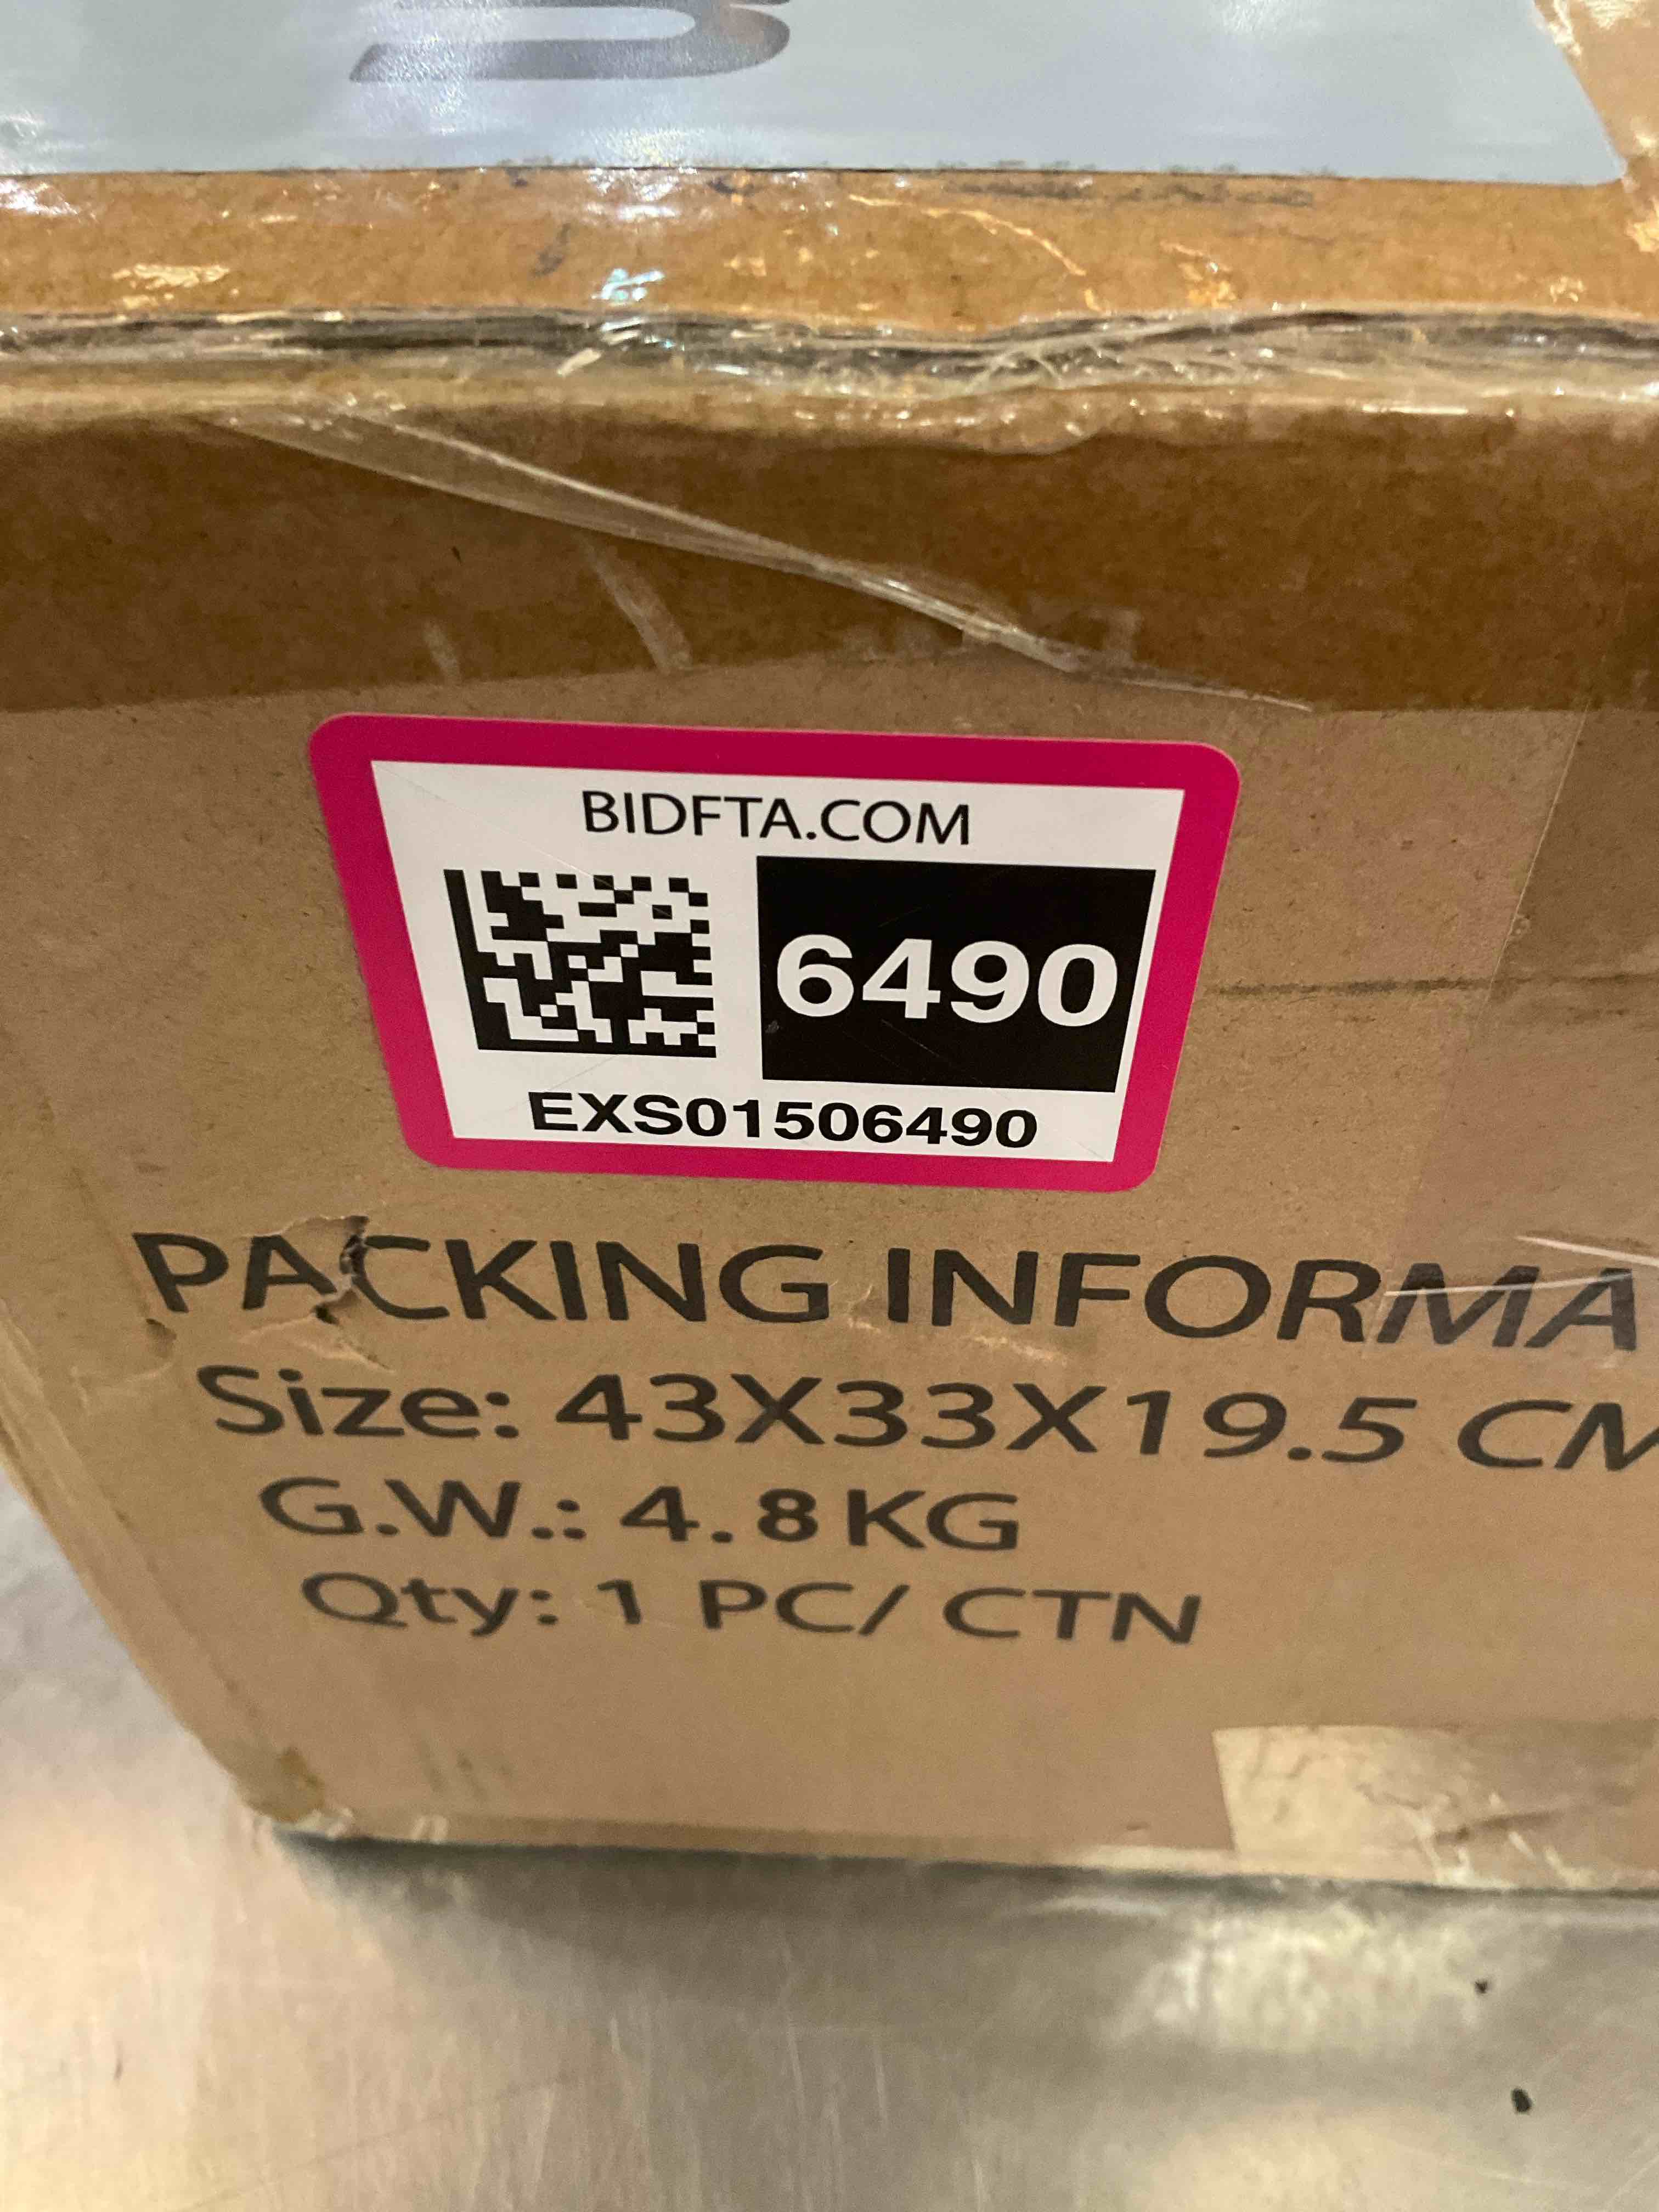 BIDFTA.COM
6490
EXS01506490
PACKING INFORMA
Size: 43X33X19.5 CM
G.W.: 4.8KG
Qty: 1 PC/ CTN